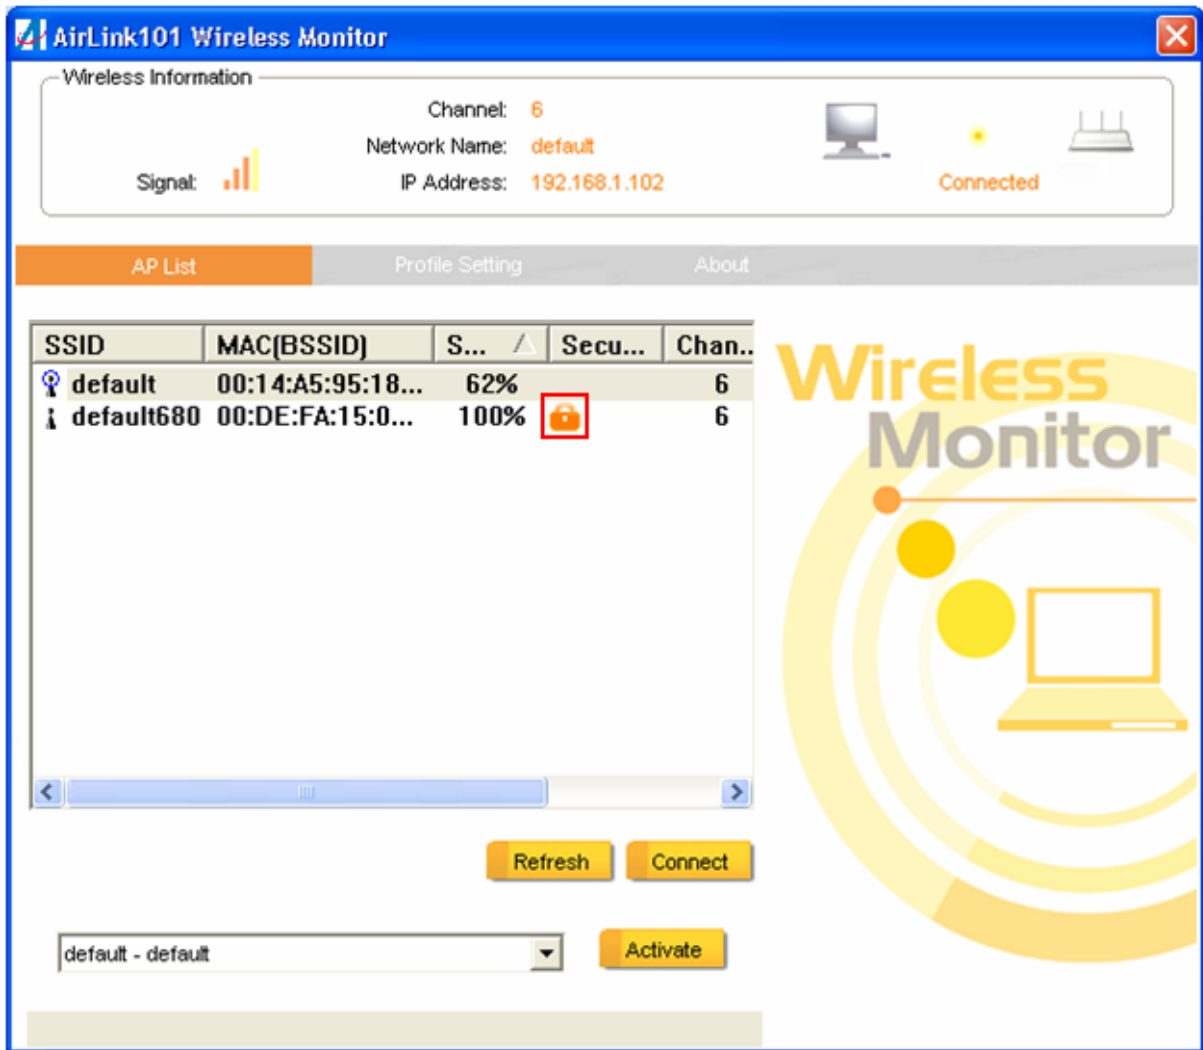 AirLink101 Wireless Monitor
Wireless Information
Channel: 6
Network Name: default
Signal: IP Address: 192.168.1.102
Connected
AP List Profile Setting About
SSID MAC(BSSID) S... Secu... Chan..
default 00:14:A5:95:18... 62% 6
default680 00:DE:FA:15:0... 100% 6
Wireless
Monitor
Refresh Connect
default - default Activate